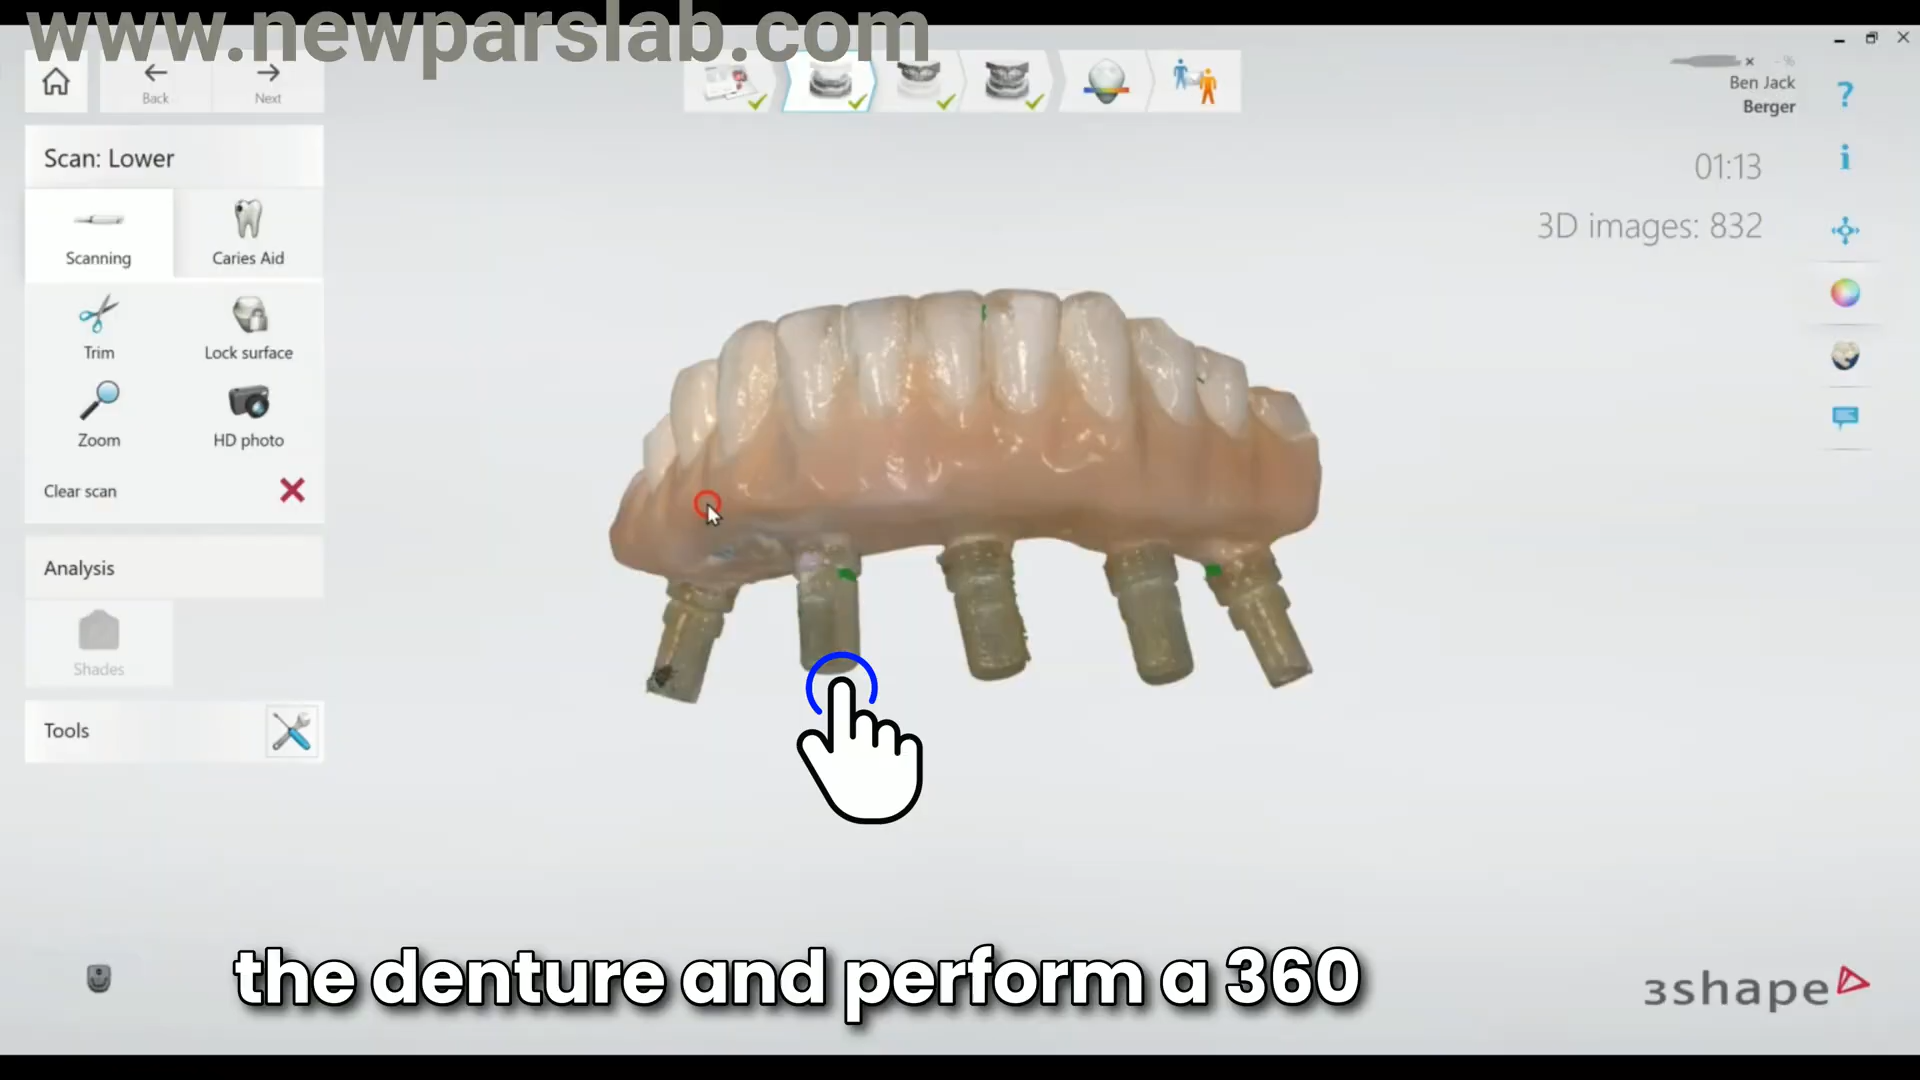 www.newparslab.com
Back
Next
Ben Jack
Berger
Scan: Lower
01:13
3D images: 832
Scanning
Caries Aid
Trim
Lock surface
Zoom
HD photo
Clear scan
Analysis
Shades
Tools
the denture and perform a 360
3shape